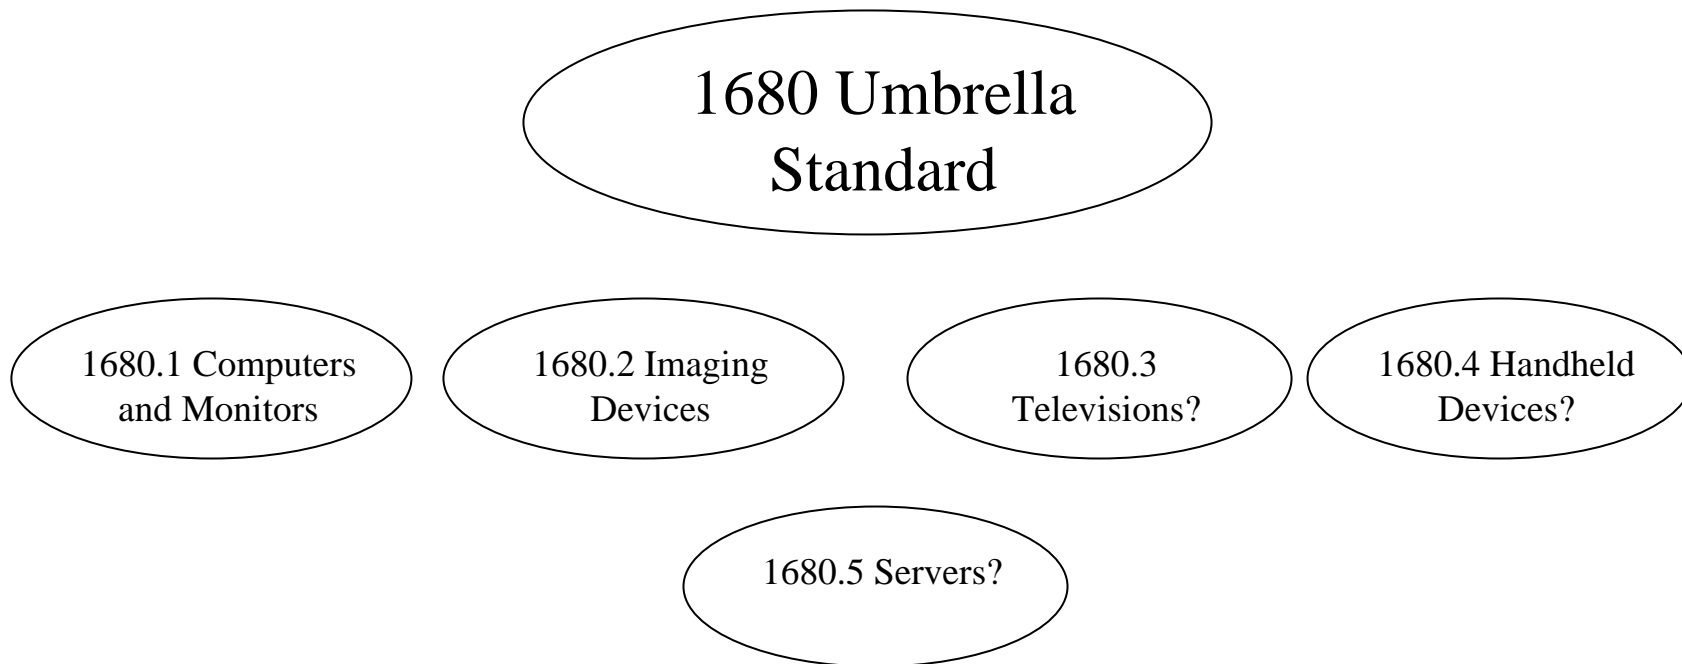 1680 Umbrella
Standard
1680.1 Computers
and Monitors
1680.2 Imaging
Devices
1680.3
Televisions?
1680.4 Handheld
Devices?
1680.5 Servers?